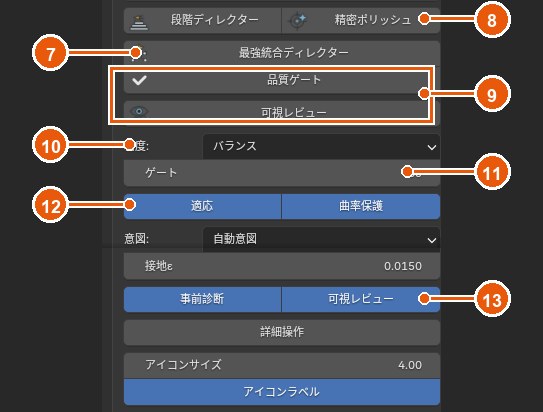 段階ディレクター 精密ポリッシュ 8
7 最強統合ディレクター
品質ゲート
9
可視レビュー
10 度: バランス
ゲート 11
12 適応 曲率保護
意図: 自動意図
接地ε 0.0150
事前診断 可視レビュー 13
詳細操作
アイコンサイズ 4.00
アイコンラベル